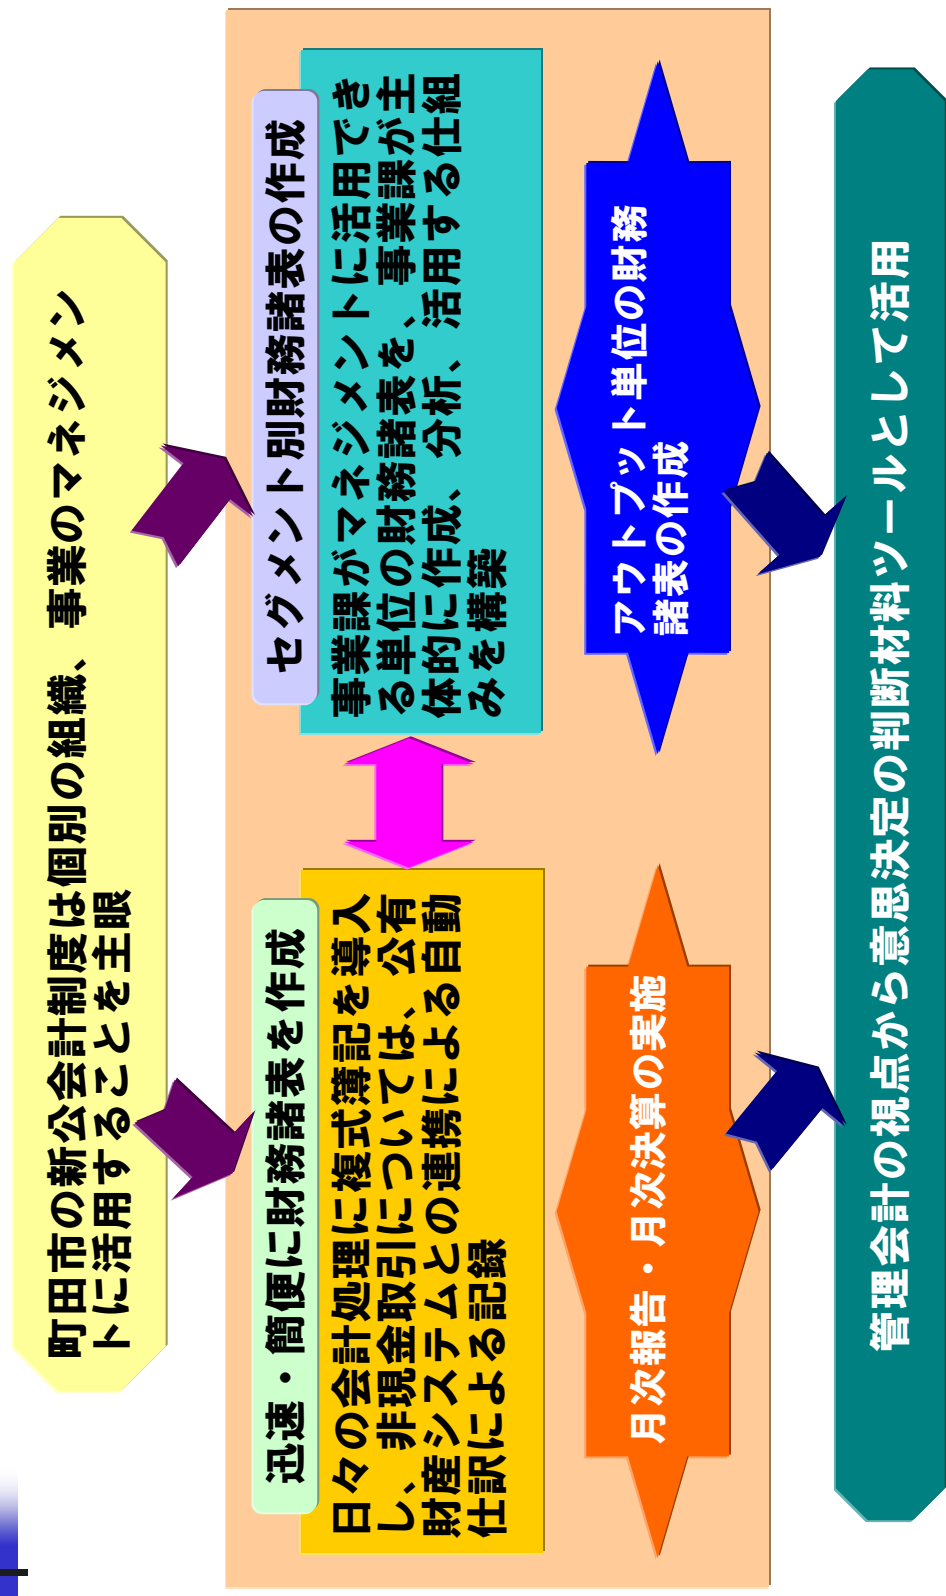 町田市の新公会計制度は個別の組織、事業のマネジメン
トに活用することを主眼
迅速・簡便に財務諸表を作成
日々の会計処理に複式簿記を導入
し、非現金取引については、公有
財産システムとの連携による自動
仕訳による記録
月次報告・月次決算の実施
セグメント別財務諸表の作成
事業課がマネジメントに活用でき
る単位の財務諸表を、事業課が主
体的に作成、分析、活用する仕組
みを構築
アウトプット単位の財務
諸表の作成
管理会計の視点から意思決定の判断材料ツールとして活用